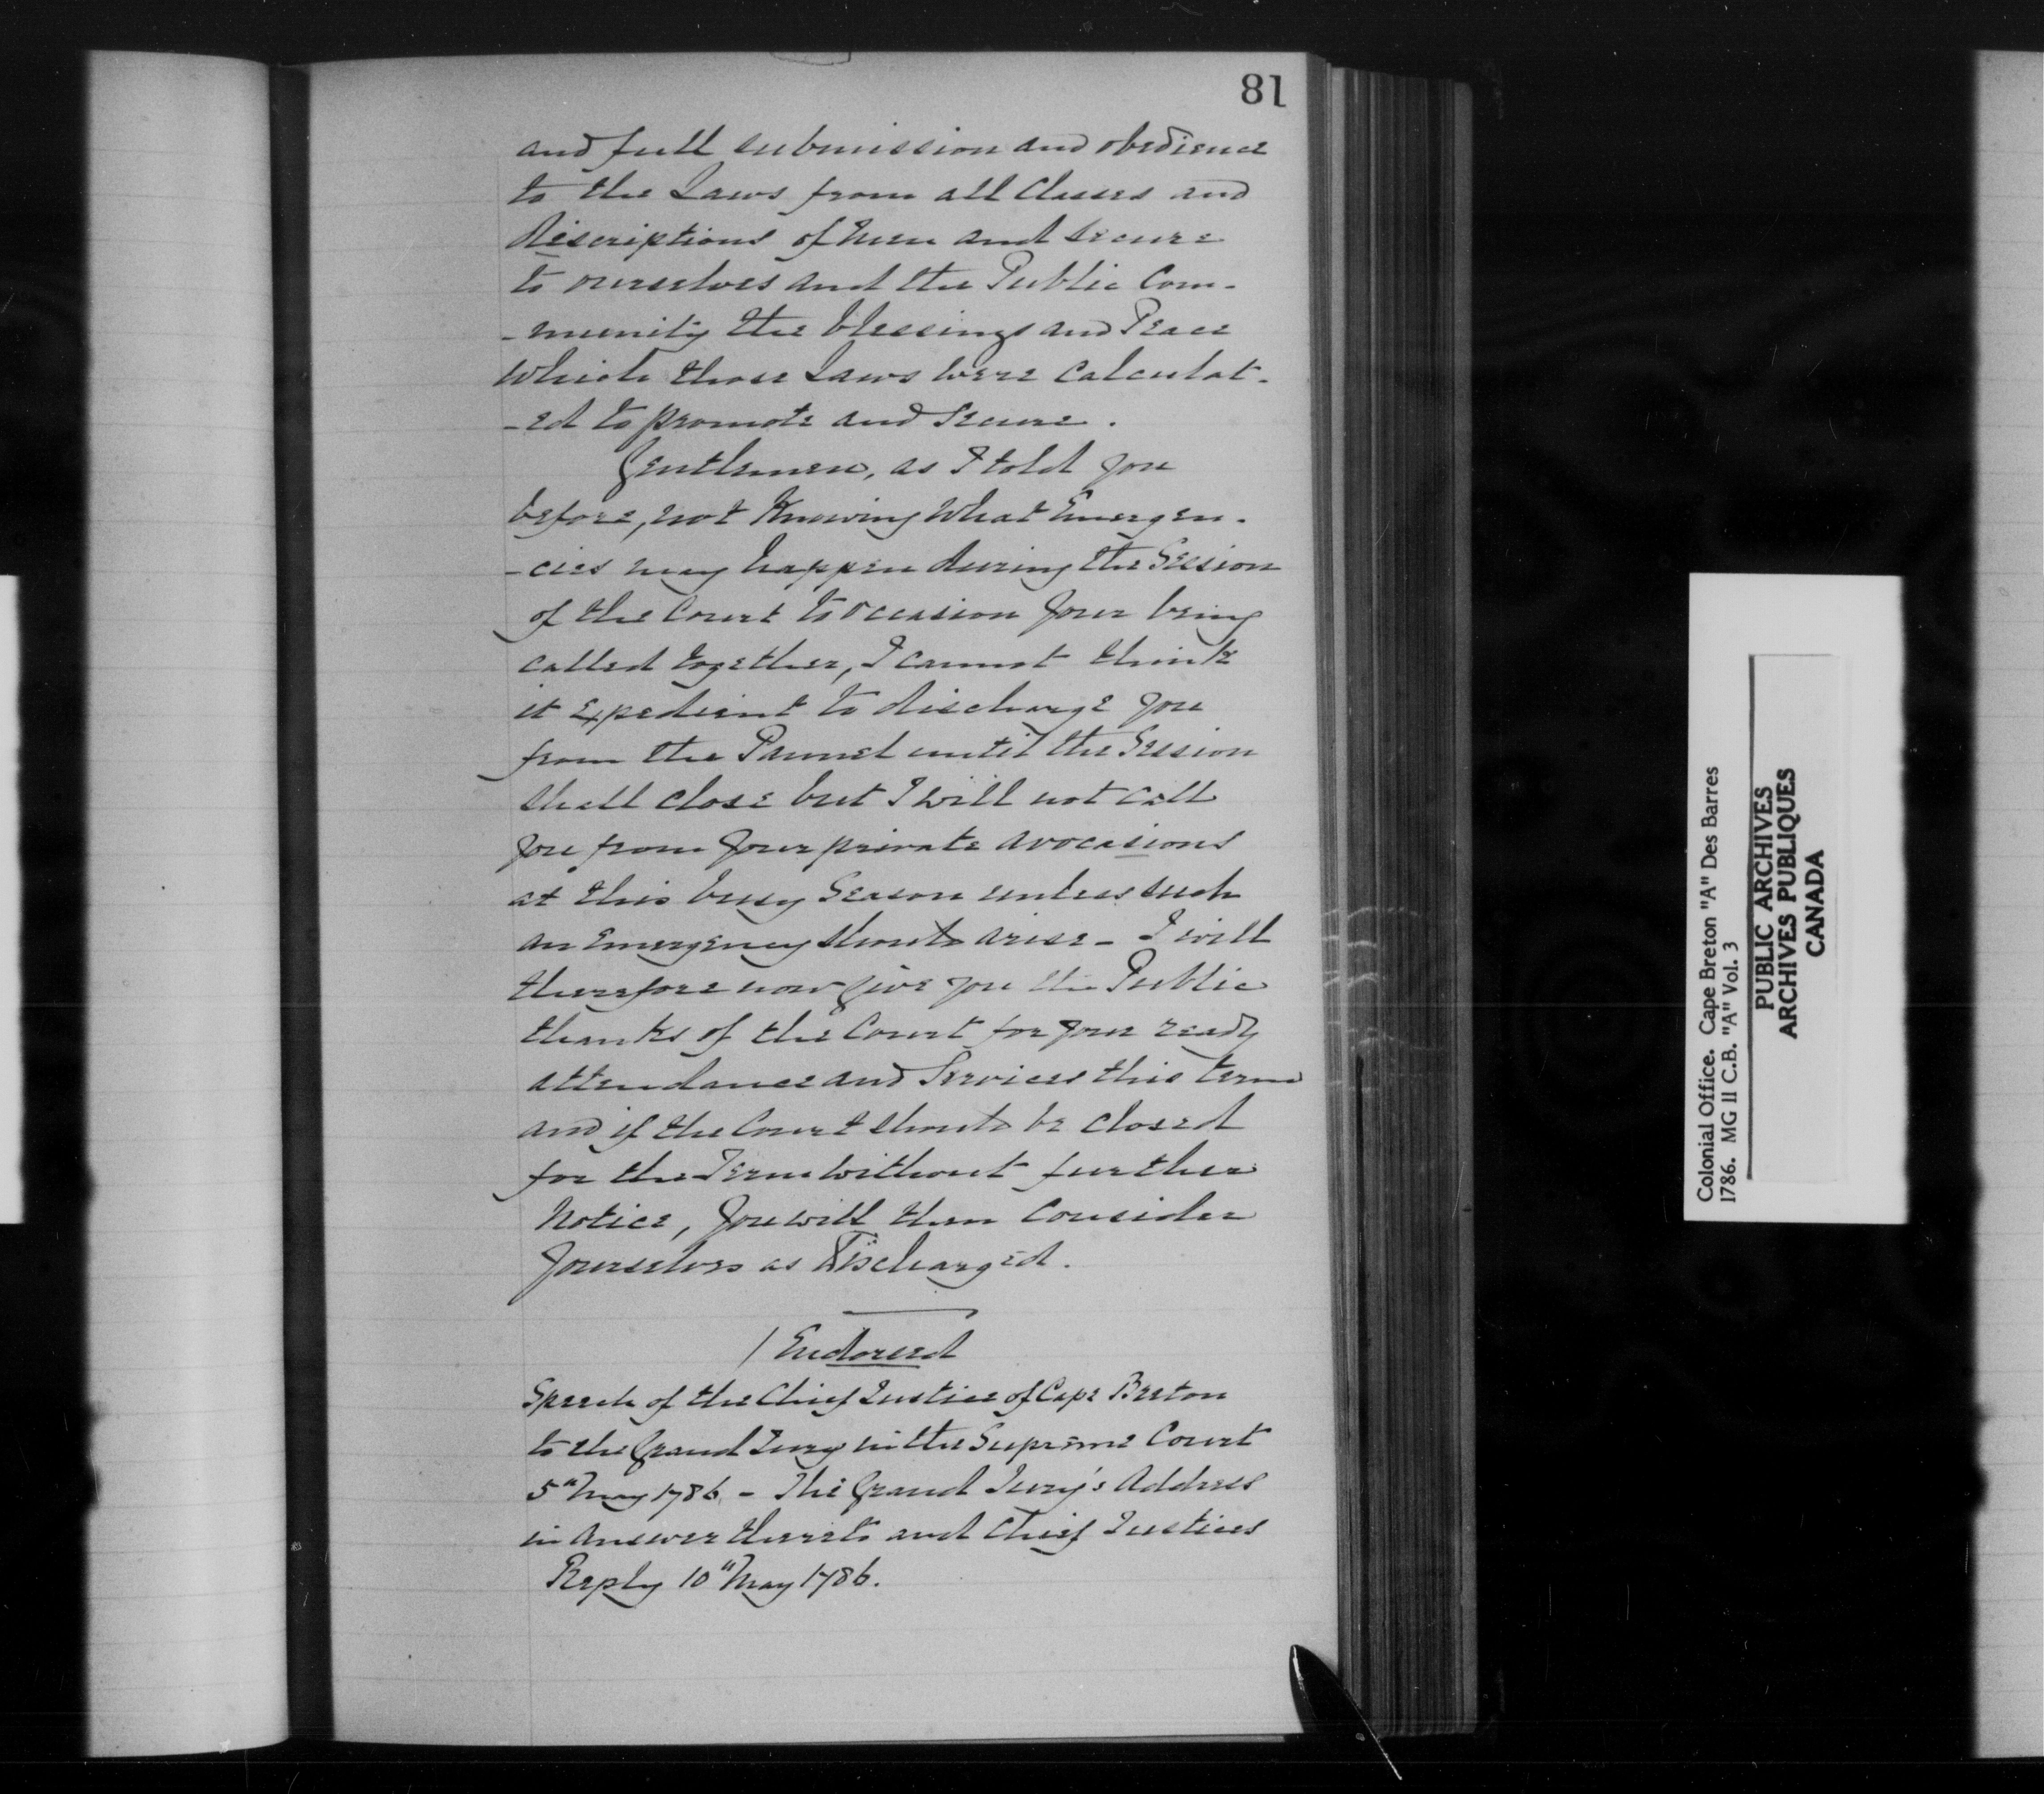 81
and full submission and obedience
to the Laws from all Classes and
discriptions of men and secure
to ourselves and the Public Com-
-munity the blessings and Peace
which those Laws were calculat-
-ed to promote and secure.
Gentlemen, as I told you
before, not Knowing what Emergen-
-cies may happen during the Session
of the Court to occasion your being
called together, I cannot think
it Expedient to discharge you
from the Pannel until the Session
shall close but I will not call
you from your private avocasions
at this busy Season unless such
an Emergency should arise - I will
therefore now Give you the Public
thanks of the Court for your ready
attendance and Services this term
and if the Court should be closed
for the Term without further
Notice, you will then Consider
yourselves as Discharged.
/ Endorsed
Speech of the Chief Justice of Cape Breton
to the Grand Jury in the Supreme Court
5" May 1786 - The Grand Jury's Address
in Answer thereto and Chief Justices
Reply 10" May 1786.
Colonial Office. Cape Breton "A" Des Barres
1786. MG 11 C.B. "A" Vol. 3
PUBLIC ARCHIVES
ARCHIVES PUBLIQUES
CANADA